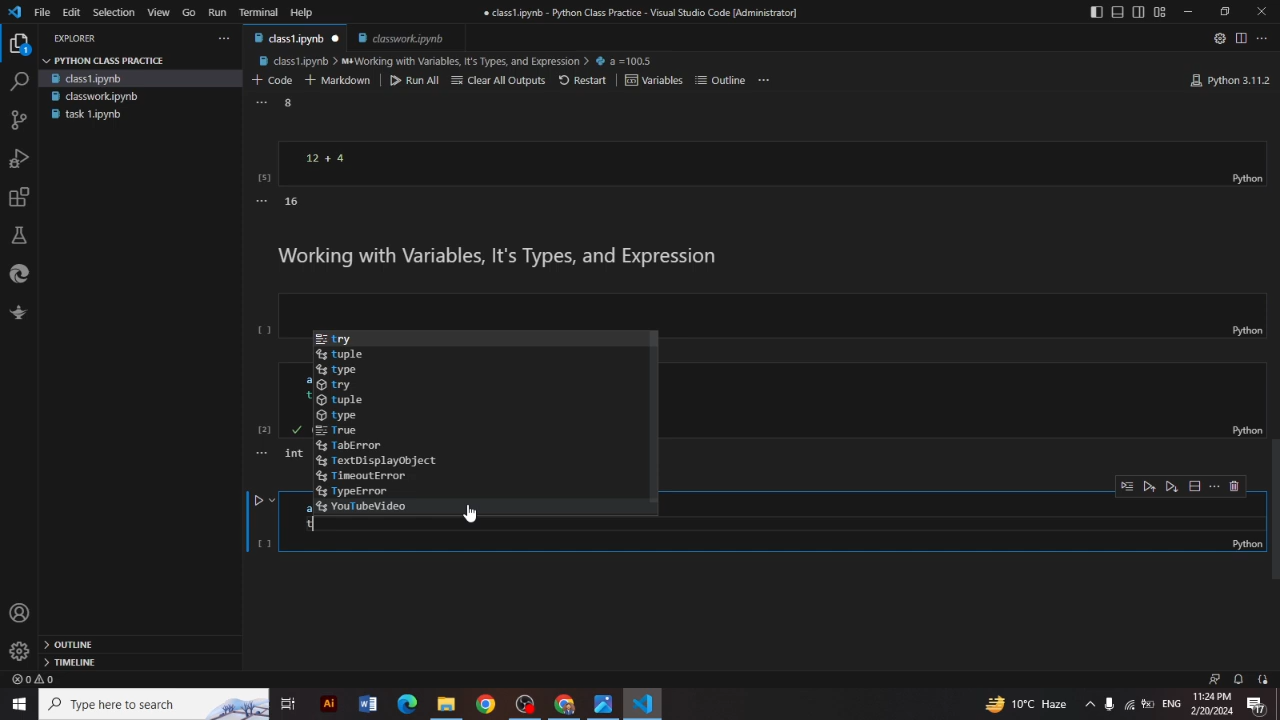 File Edit Selection View Go Run Terminal Help
● class1.ipynb - Python Class Practice - Visual Studio Code [Administrator]
EXPLORER
PYTHON CLASS PRACTICE
class1.ipynb
classwork.ipynb
task 1.ipynb
OUTLINE
TIMELINE
class1.ipynb ● classwork.ipynb
class1.ipynb > M↓Working with Variables, It's Types, and Expression > a =100.5
+ Code + Markdown Run All Clear All Outputs Restart Variables Outline ...
Python 3.11.2
8
12 + 4
[5]
Python
16
Working with Variables, It's Types, and Expression
[ ]
Python
a
t
[2]
Python
int
try
tuple
type
try
tuple
type
True
TabError
TextDisplayObject
TimeoutError
TypeError
YouTubeVideo
a
t
[ ]
Python
1
0 0
Type here to search
Ai
10°C Haze
ENG
11:24 PM
2/20/2024